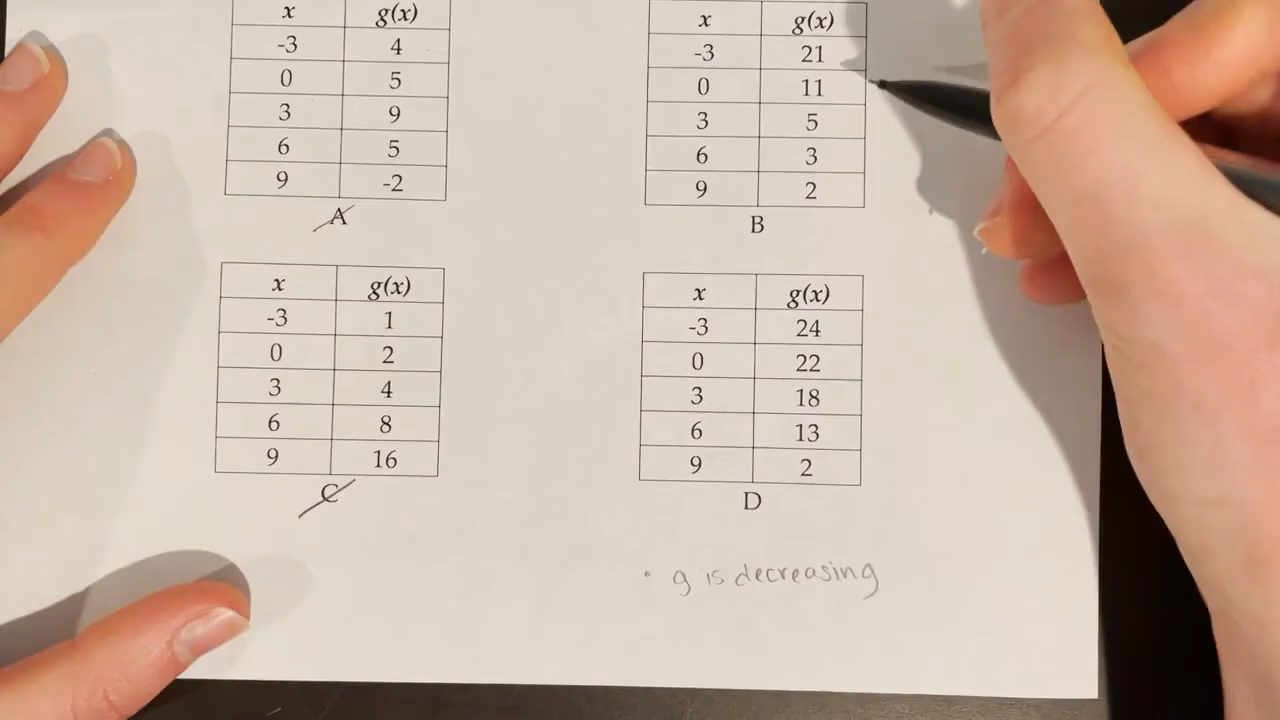 x g(x)
-3 4
0 5
3 9
6 5
9 -2
A
x g(x)
-3 21
0 11
3 5
6 3
9 2
B
x g(x)
-3 1
0 2
3 4
6 8
9 16
C
x g(x)
-3 24
0 22
3 18
6 13
9 2
D
• g is decreasing